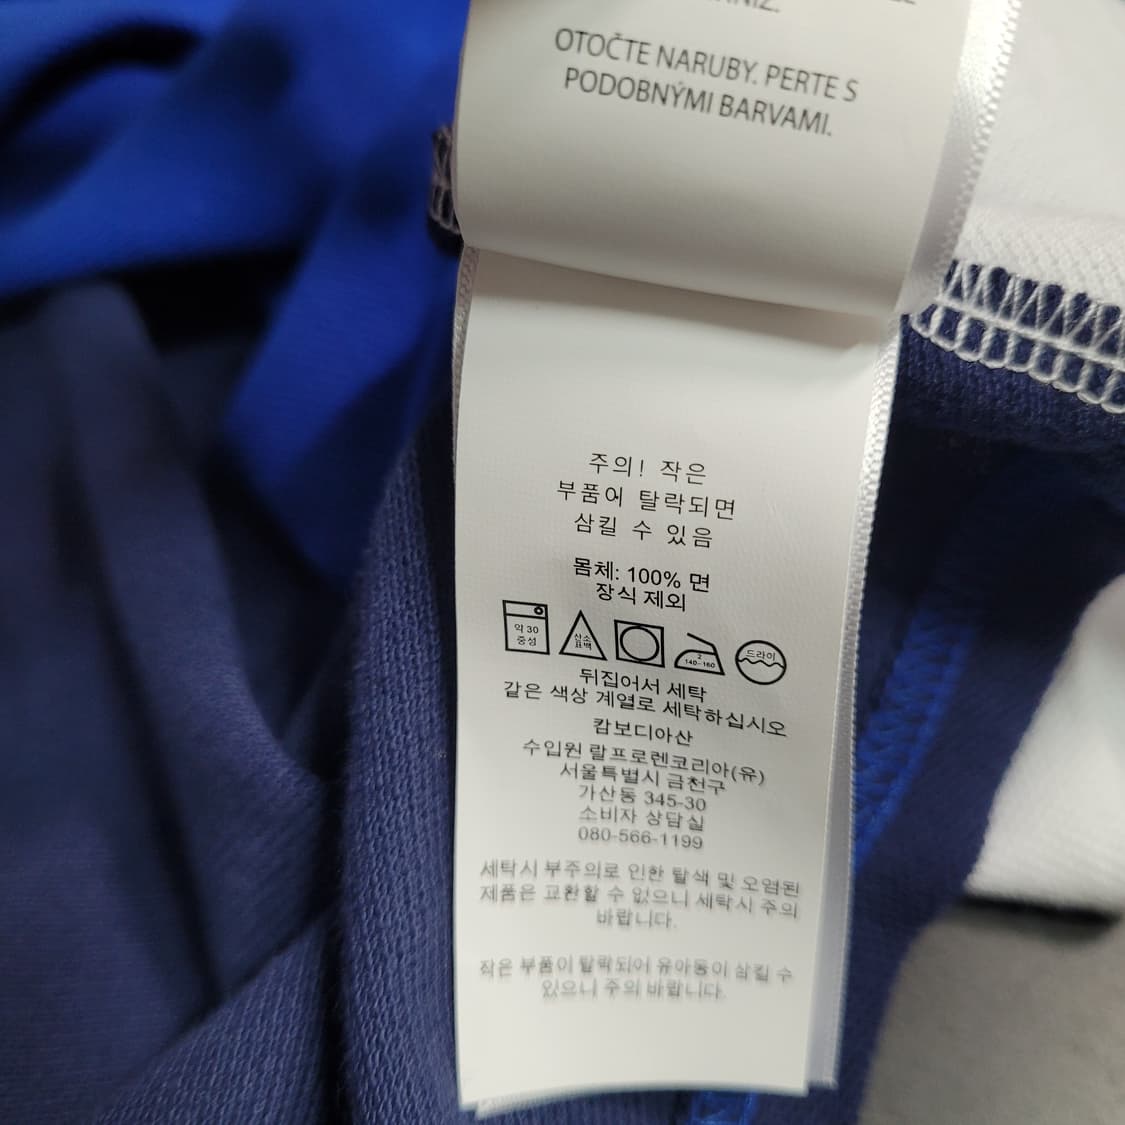 OTOČTE NARUBY. PERTE S
PODOBNÝMI BARVAMI.
주의! 작은
부품이 탈락되면
삼킬 수 있음
몸체: 100% 면
장식 제외
약 30
중성
산소
표백
2
140~160
드라이
뒤집어서 세탁
같은 색상 계열로 세탁하십시오
캄보디아산
수입원 랄프로렌코리아(유)
서울특별시 금천구
가산동 345-30
소비자 상담실
080-566-1199
세탁시 부주의로 인한 탈색 및 오염된
제품은 교환할 수 없으니 세탁시 주의
바랍니다.
작은 부품이 탈락되어 유아동이 삼킬 수
있으니 주의 바랍니다.